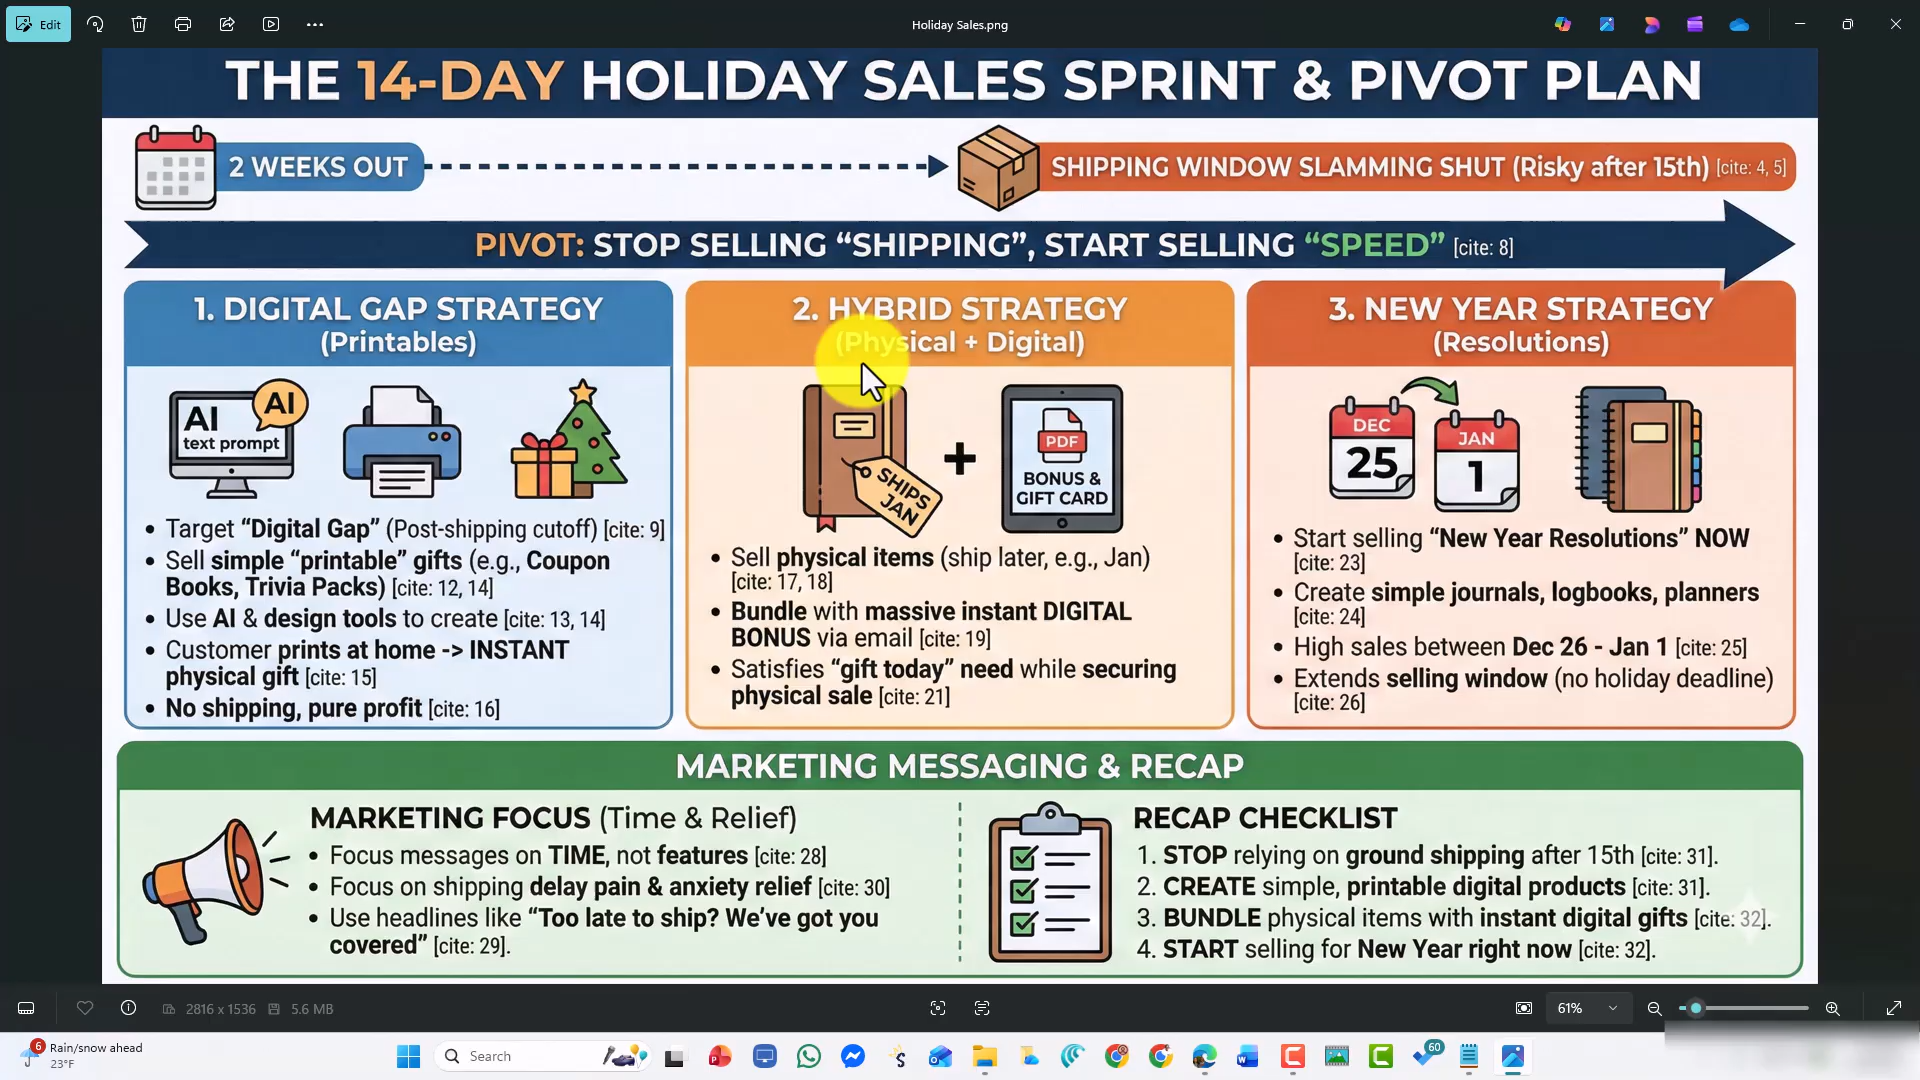 Edit
Holiday Sales.png
THE 14-DAY HOLIDAY SALES SPRINT & PIVOT PLAN
2 WEEKS OUT
SHIPPING WINDOW SLAMMING SHUT (Risky after 15th) [cite: 4, 5]
PIVOT: STOP SELLING “SHIPPING”, START SELLING “SPEED” [cite: 8]
1. DIGITAL GAP STRATEGY
(Printables)
AI
AI
text prompt
• Target “Digital Gap” (Post-shipping cutoff) [cite: 9]
• Sell simple “printable” gifts (e.g., Coupon
Books, Trivia Packs) [cite: 12, 14]
• Use AI & design tools to create [cite: 13, 14]
• Customer prints at home -> INSTANT
physical gift [cite: 15]
• No shipping, pure profit [cite: 16]
2. HYBRID STRATEGY
(Physical + Digital)
SHIPS
JAN
+
PDF
BONUS &
GIFT CARD
• Sell physical items (ship later, e.g., Jan)
[cite: 17, 18]
• Bundle with massive instant DIGITAL
BONUS via email [cite: 19]
• Satisfies “gift today” need while securing
physical sale [cite: 21]
3. NEW YEAR STRATEGY
(Resolutions)
DEC
25
JAN
1
• Start selling “New Year Resolutions” NOW
[cite: 23]
• Create simple journals, logbooks, planners
[cite: 24]
• High sales between Dec 26 - Jan 1 [cite: 25]
• Extends selling window (no holiday deadline)
[cite: 26]
MARKETING MESSAGING & RECAP
MARKETING FOCUS (Time & Relief)
• Focus messages on TIME, not features [cite: 28]
• Focus on shipping delay pain & anxiety relief [cite: 30]
• Use headlines like “Too late to ship? We’ve got you
covered” [cite: 29].
RECAP CHECKLIST
1. STOP relying on ground shipping after 15th [cite: 31].
2. CREATE simple, printable digital products [cite: 31].
3. BUNDLE physical items with instant digital gifts [cite: 32].
4. START selling for New Year right now [cite: 32].
2816 x 1536
5.6 MB
61%
6
Rain/snow ahead
23°F
Search
60